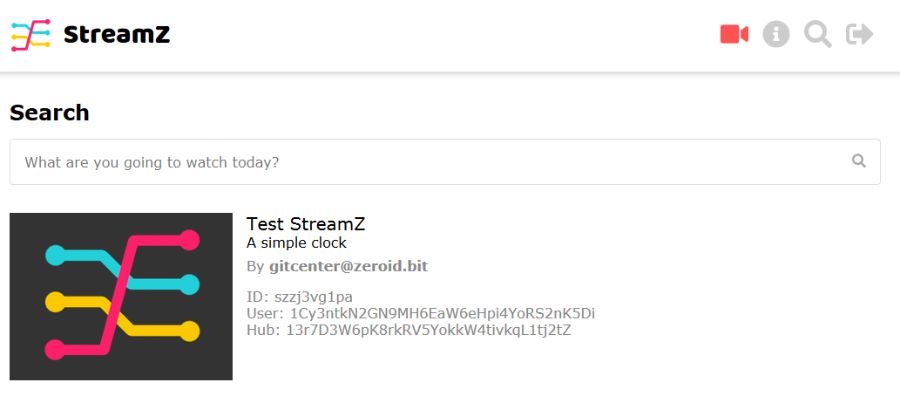 StreamZ
Search
What are you going to watch today?
Test StreamZ
A simple clock
By gitcenter@zeroid.bit
ID: szzj3vg1pa
User: 1Cy3ntkN2GN9MH6EaW6eHpi4YoRS2nK5Di
Hub: 13r7D3W6pK8rkRV5YokkW4tivkqL1tj2tZ